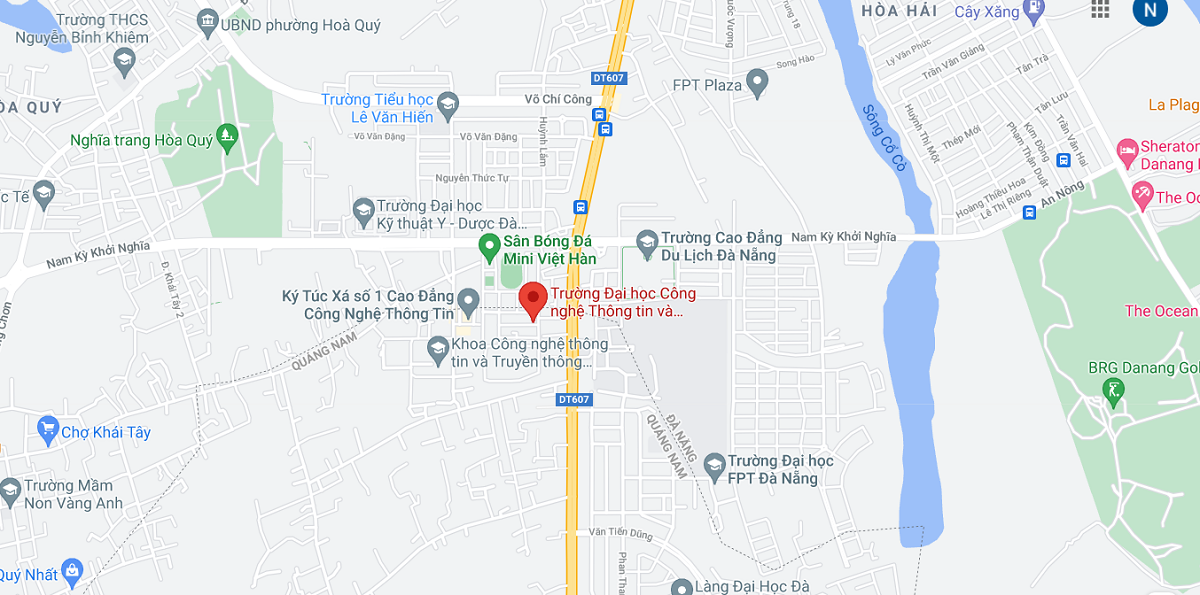 Trường THCS
Nguyễn Bỉnh Khiêm
UBND phường Hoà Quý
HÒA HẢI
Cây Xăng
N
Quốc Vương
Trung 18
Song Hào
Lý Văn Phức
Trần Văn Giảng
Tân Trà
DT607
FPT Plaza
ÒA QUÝ
Trường Tiểu học
Lê Văn Hiến
Võ Chí Công
Võ Văn Đặng
Võ Văn Đặng
Huỳnh Lắm
Sông Cổ Cò
Huỳnh Thị Một
Thép Mới
Tân Lưu
Kim Đồng
Phạm Thận Duật
Trần Văn Hai
La Plag
Nghĩa trang Hòa Quý
Sheraton
Danang
Nguyên Thức Tự
c Tế
Trường Đại học
Kỹ thuật Y - Dược Đà...
Hoàng Thiều Hoa
Lê Thị Riêng
An Nông
The Oc
Nam Kỳ Khởi Nghĩa
Sân Bóng Đá
Mini Việt Hàn
Trường Cao Đẳng
Du Lịch Đà Nẵng
Nam Kỳ Khởi Nghĩa
Đ. Khái Tây 2
Ký Túc Xá số 1 Cao Đẳng
Công Nghệ Thông Tin
Trường Đại học Công
nghệ Thông tin và...
The Ocean
QUẢNG NAM
Khoa Công nghệ thông
tin và Truyền thông...
BRG Danang Gol
DT607
Chợ Khái Tây
ĐÀ NẴNG
QUẢNG NAM
Trường Đại học
FPT Đà Nẵng
Trường Mầm
Non Vàng Anh
Văn Tiến Dũng
Phan Than
Quý Nhất
Làng Đại Học Đà